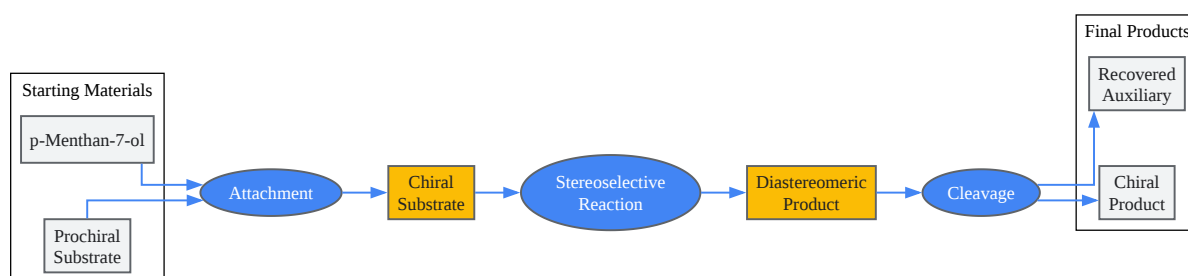 Starting Materials
p-Menthan-7-ol
Prochiral
Substrate
Attachment
Chiral
Substrate
Stereoselective
Reaction
Diastereomeric
Product
Cleavage
Final Products
Recovered
Auxiliary
Chiral
Product